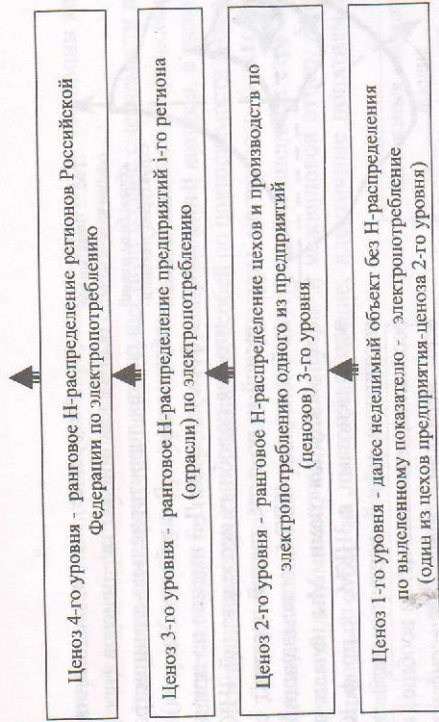 Ценоз 4-го уровня - ранговое Н-распределение регионов Российской
Федерации по электропотреблению
Ценоз 3-го уровня - ранговое Н-распределение предприятий i-го региона
(отрасли) по электропотреблению
Ценоз 2-го уровня - ранговое Н-распределение цехов и производств по
электропотреблению одного из предприятий
(ценозов) 3-го уровня
Ценоз 1-го уровня - далее неделимый объект без Н-распределения
по выделенному показателю - электропотребление
(один из цехов предприятия-ценоза 2-го уровня)